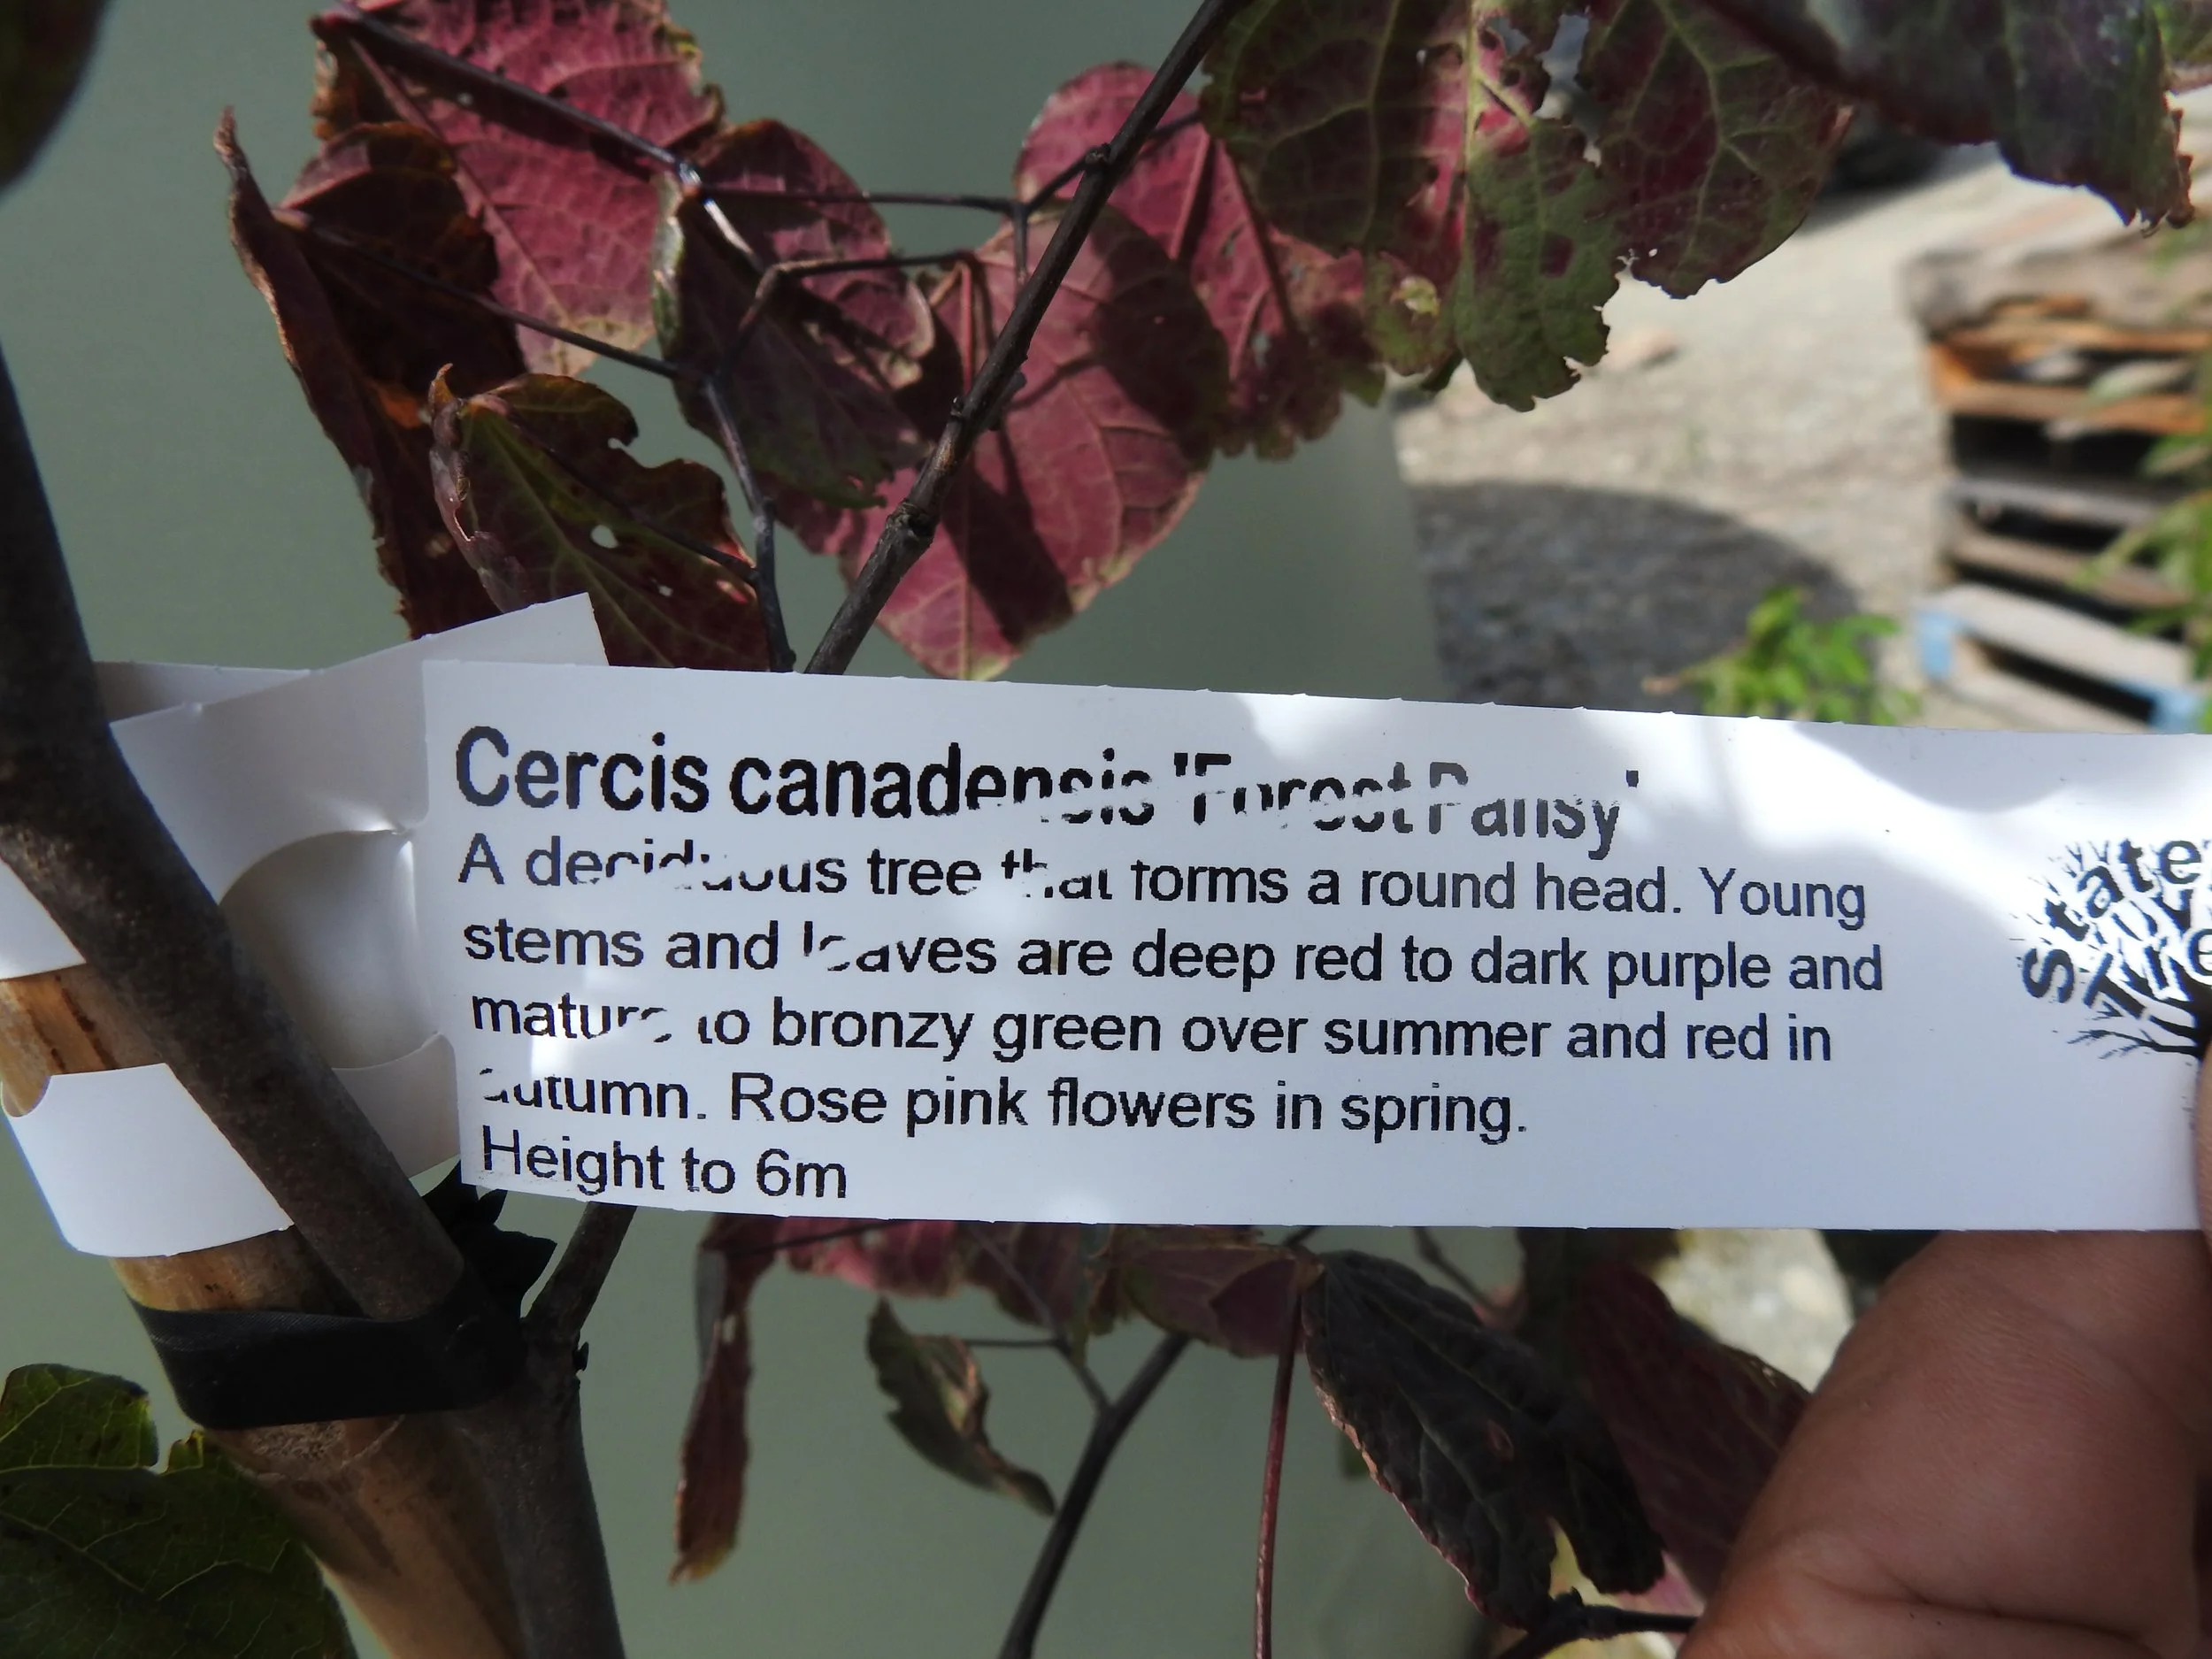 Cercis canadensis 'Forest Pansy'
A deciduous tree that forms a round head. Young
stems and leaves are deep red to dark purple and
mature to bronzy green over summer and red in
autumn. Rose pink flowers in spring.
Height to 6m
State